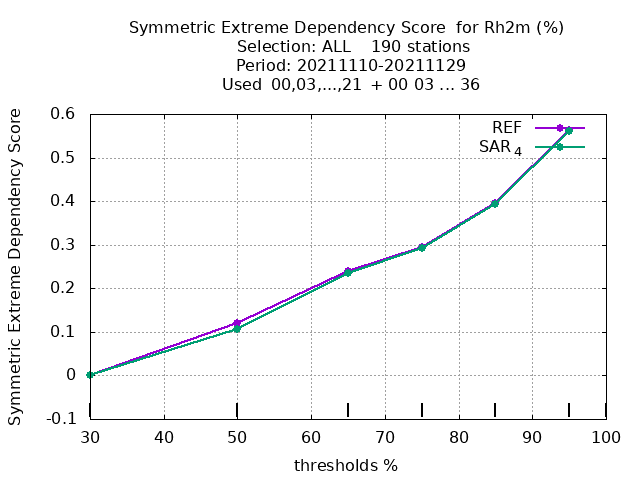 Symmetric Extreme Dependency Score for Rh2m (%)
Selection: ALL 190 stations
Period: 20211110-20211129
Used 00,03,...,21 + 00 03 ... 36
Symmetric Extreme Dependency Score
0.6
0.5
0.4
0.3
0.2
0.1
0
-0.1
REF
SAR 4
30 40 50 60 70 80 90 100
thresholds %